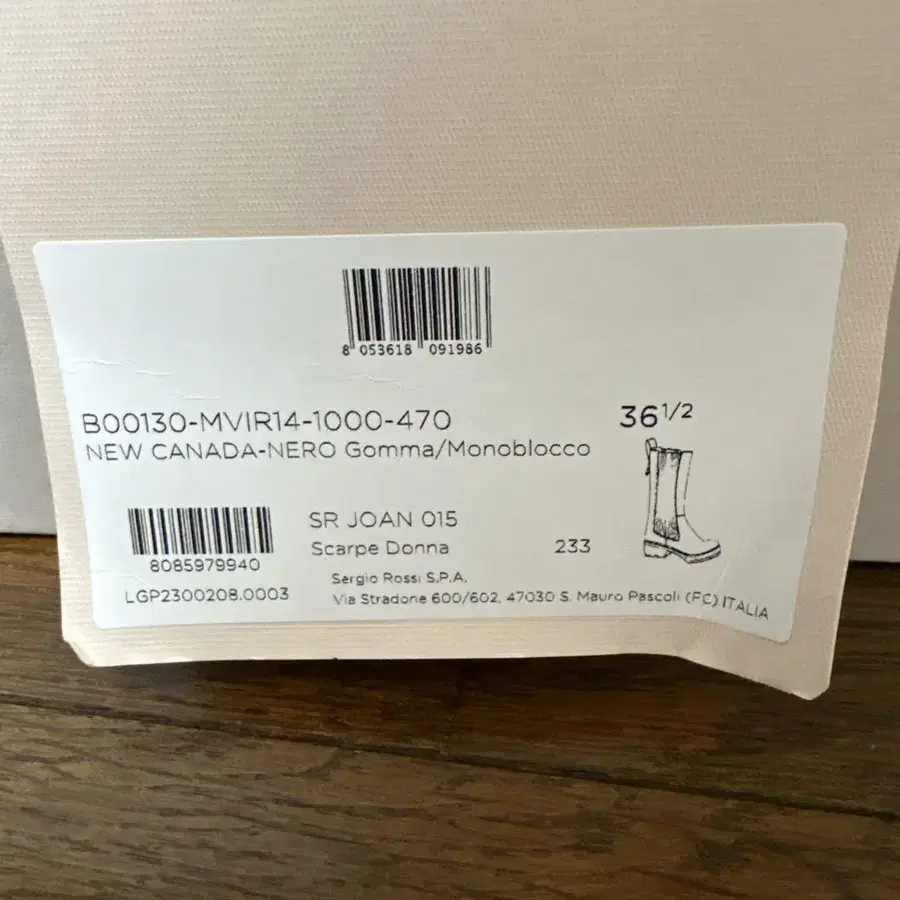 8 053618 091986
B00130-MVIR14-1000-470
36 1/2
NEW CANADA-NERO Gomma/Monoblocco
SR JOAN 015
Scarpe Donna
233
8085979940
LGP2300208.0003
Sergio Rossi S.P.A.
Via Stradone 600/602, 47030 S. Mauro Pascoli (FC) ITALIA